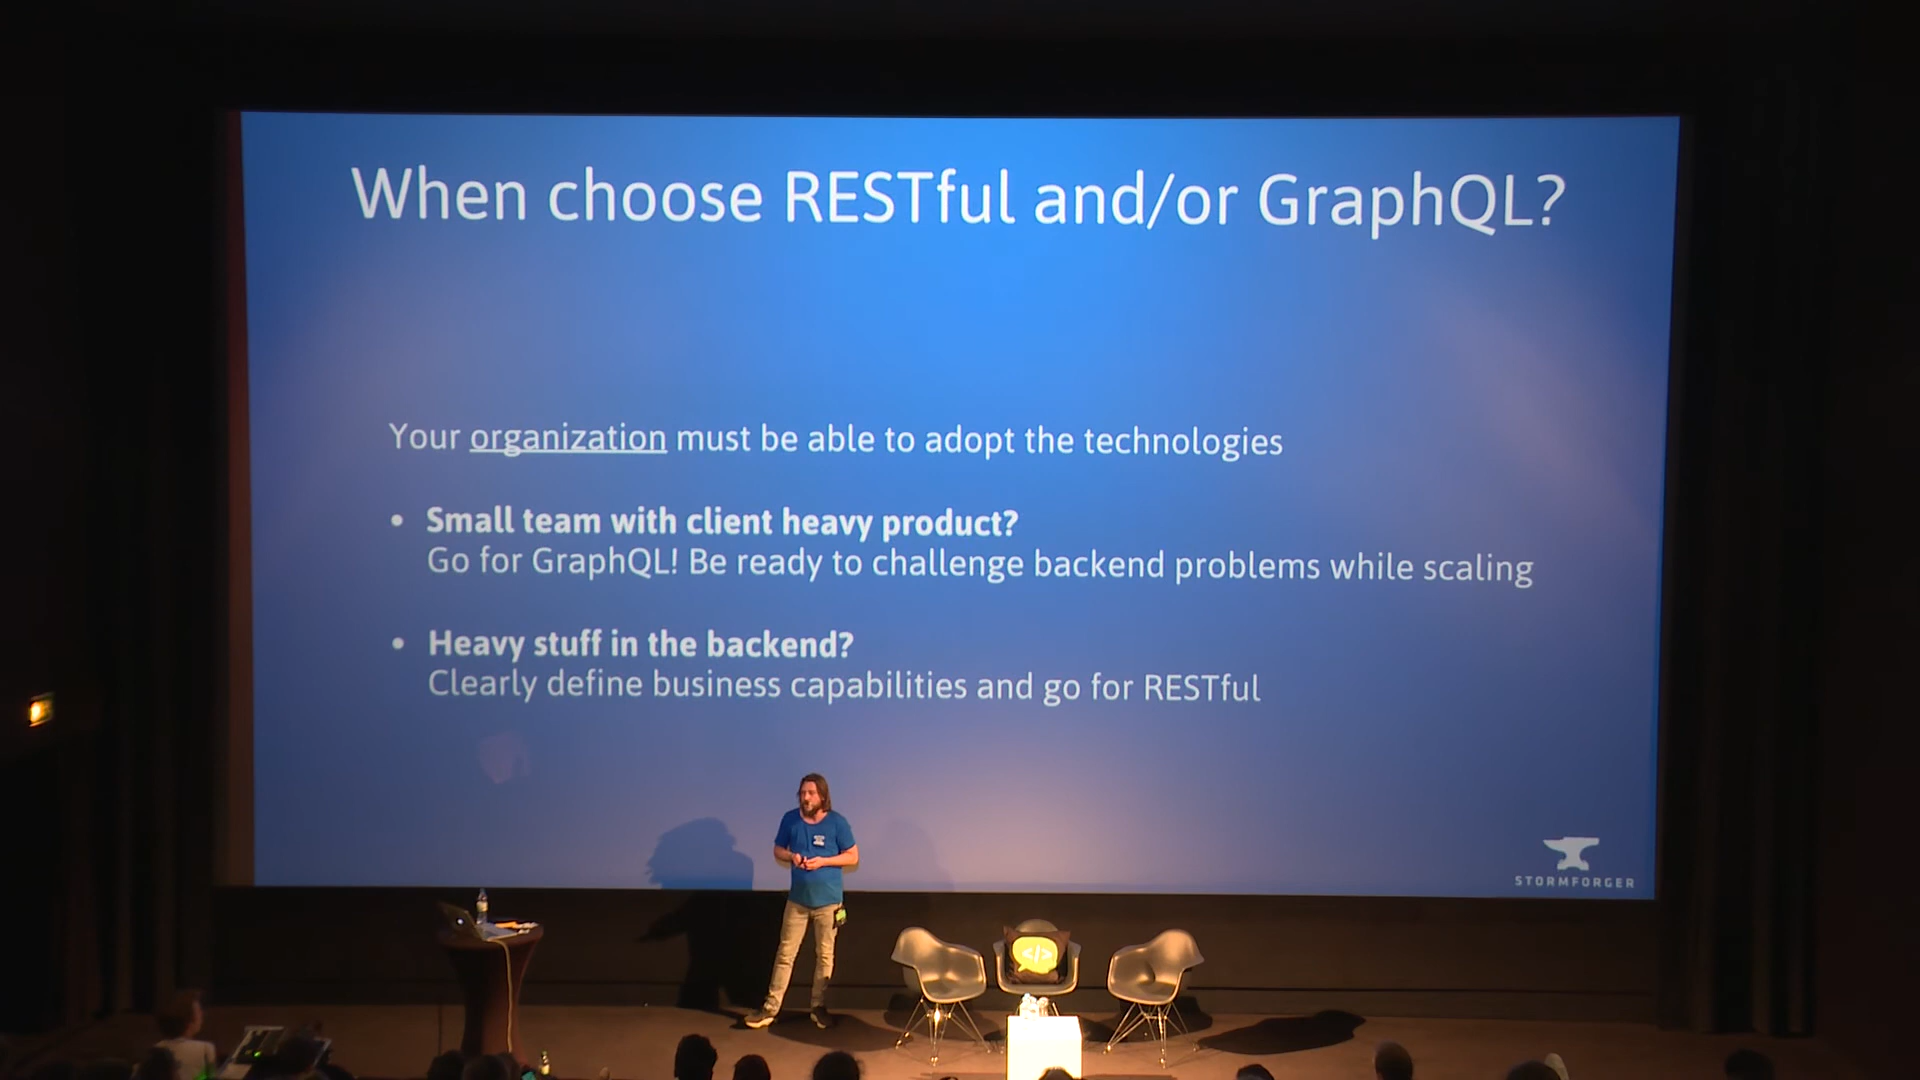 When choose RESTful and/or GraphQL?
Your organization must be able to adopt the technologies
• Small team with client heavy product?
Go for GraphQL! Be ready to challenge backend problems while scaling
• Heavy stuff in the backend?
Clearly define business capabilities and go for RESTful
STORMFORGER
</>